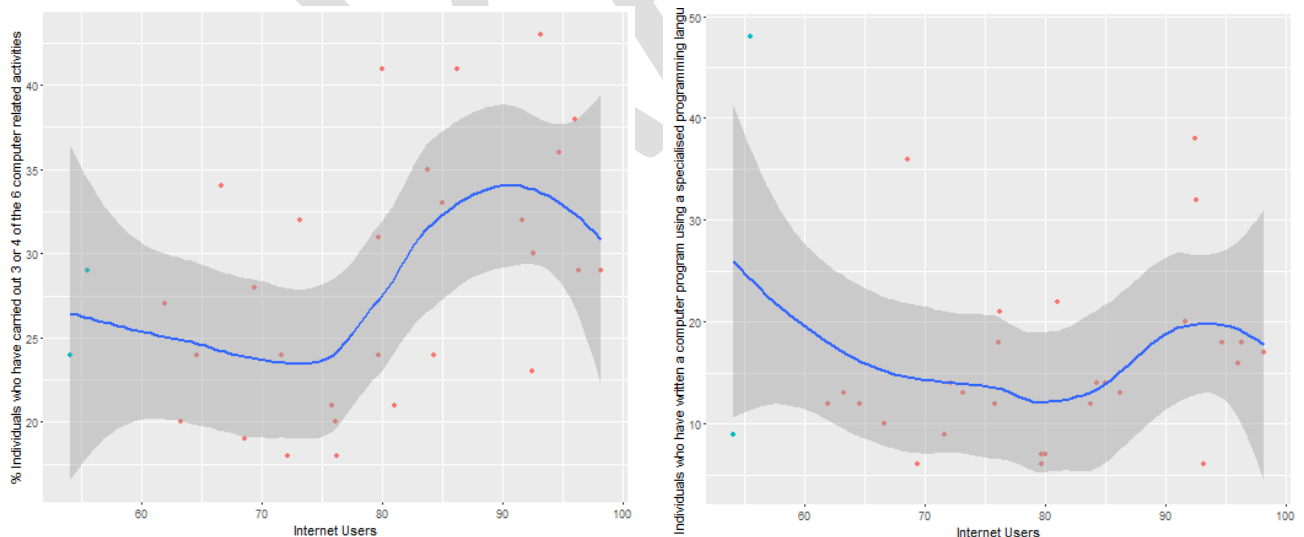 % Individuals who have carried out 3 or 4 of the 6 computer related activities
40
35
30
25
20
60 70 80 90 100
Internet Users
Individuals who have written a computer program using a specialised programming langu
50
40
30
20
10
60 70 80 90 100
Internet Users